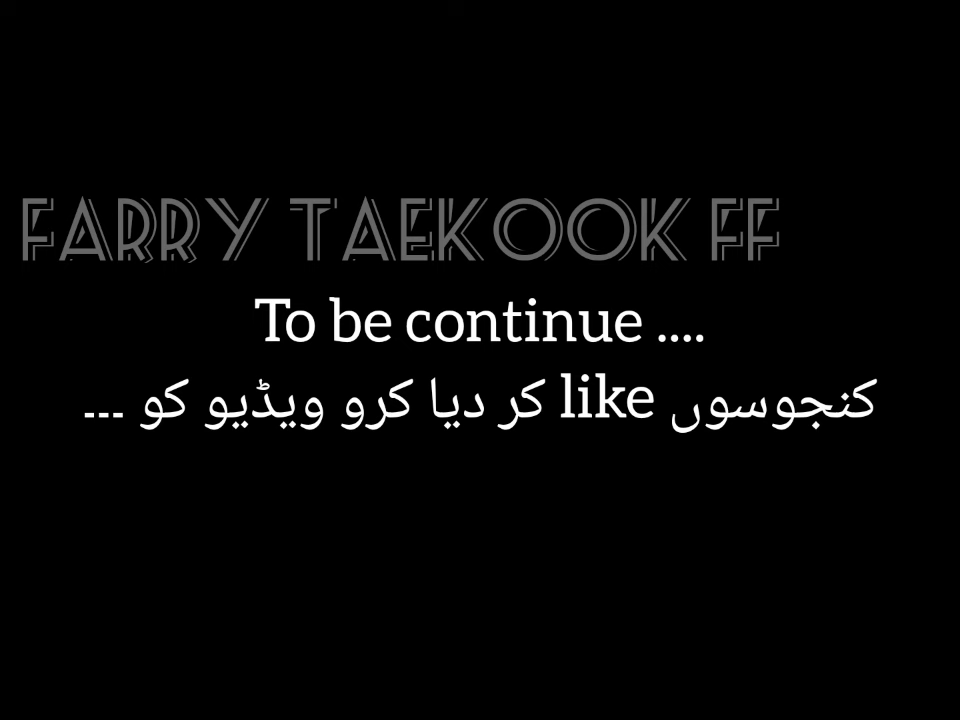 FARRY TAEKOOK FF
To be continue ....
کنجوسوں like کر دیا کرو ویڈیو کو ...